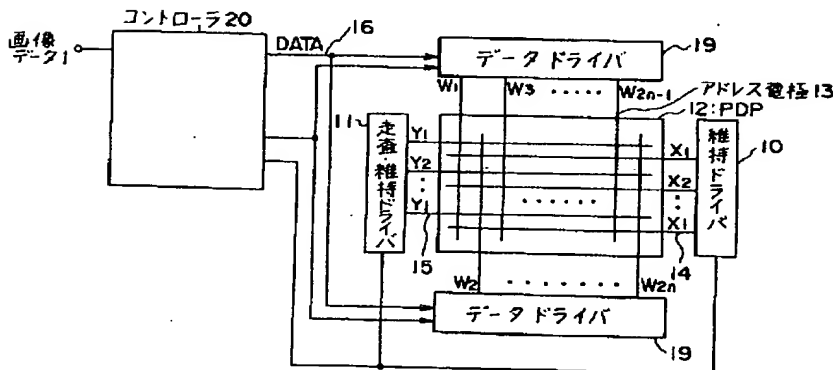 コントローラ20
画像
データ1
DATA
16
データドライバ
19
W1
W3
.....
W2n-1
アドレス電極13
12:PDP
11
走査・維持ドライバ
Y1
Y2
:
Y1
15
......
X1
X2
:
X1
14
維持ドライバ
10
W2
.......
W2n
データドライバ
19